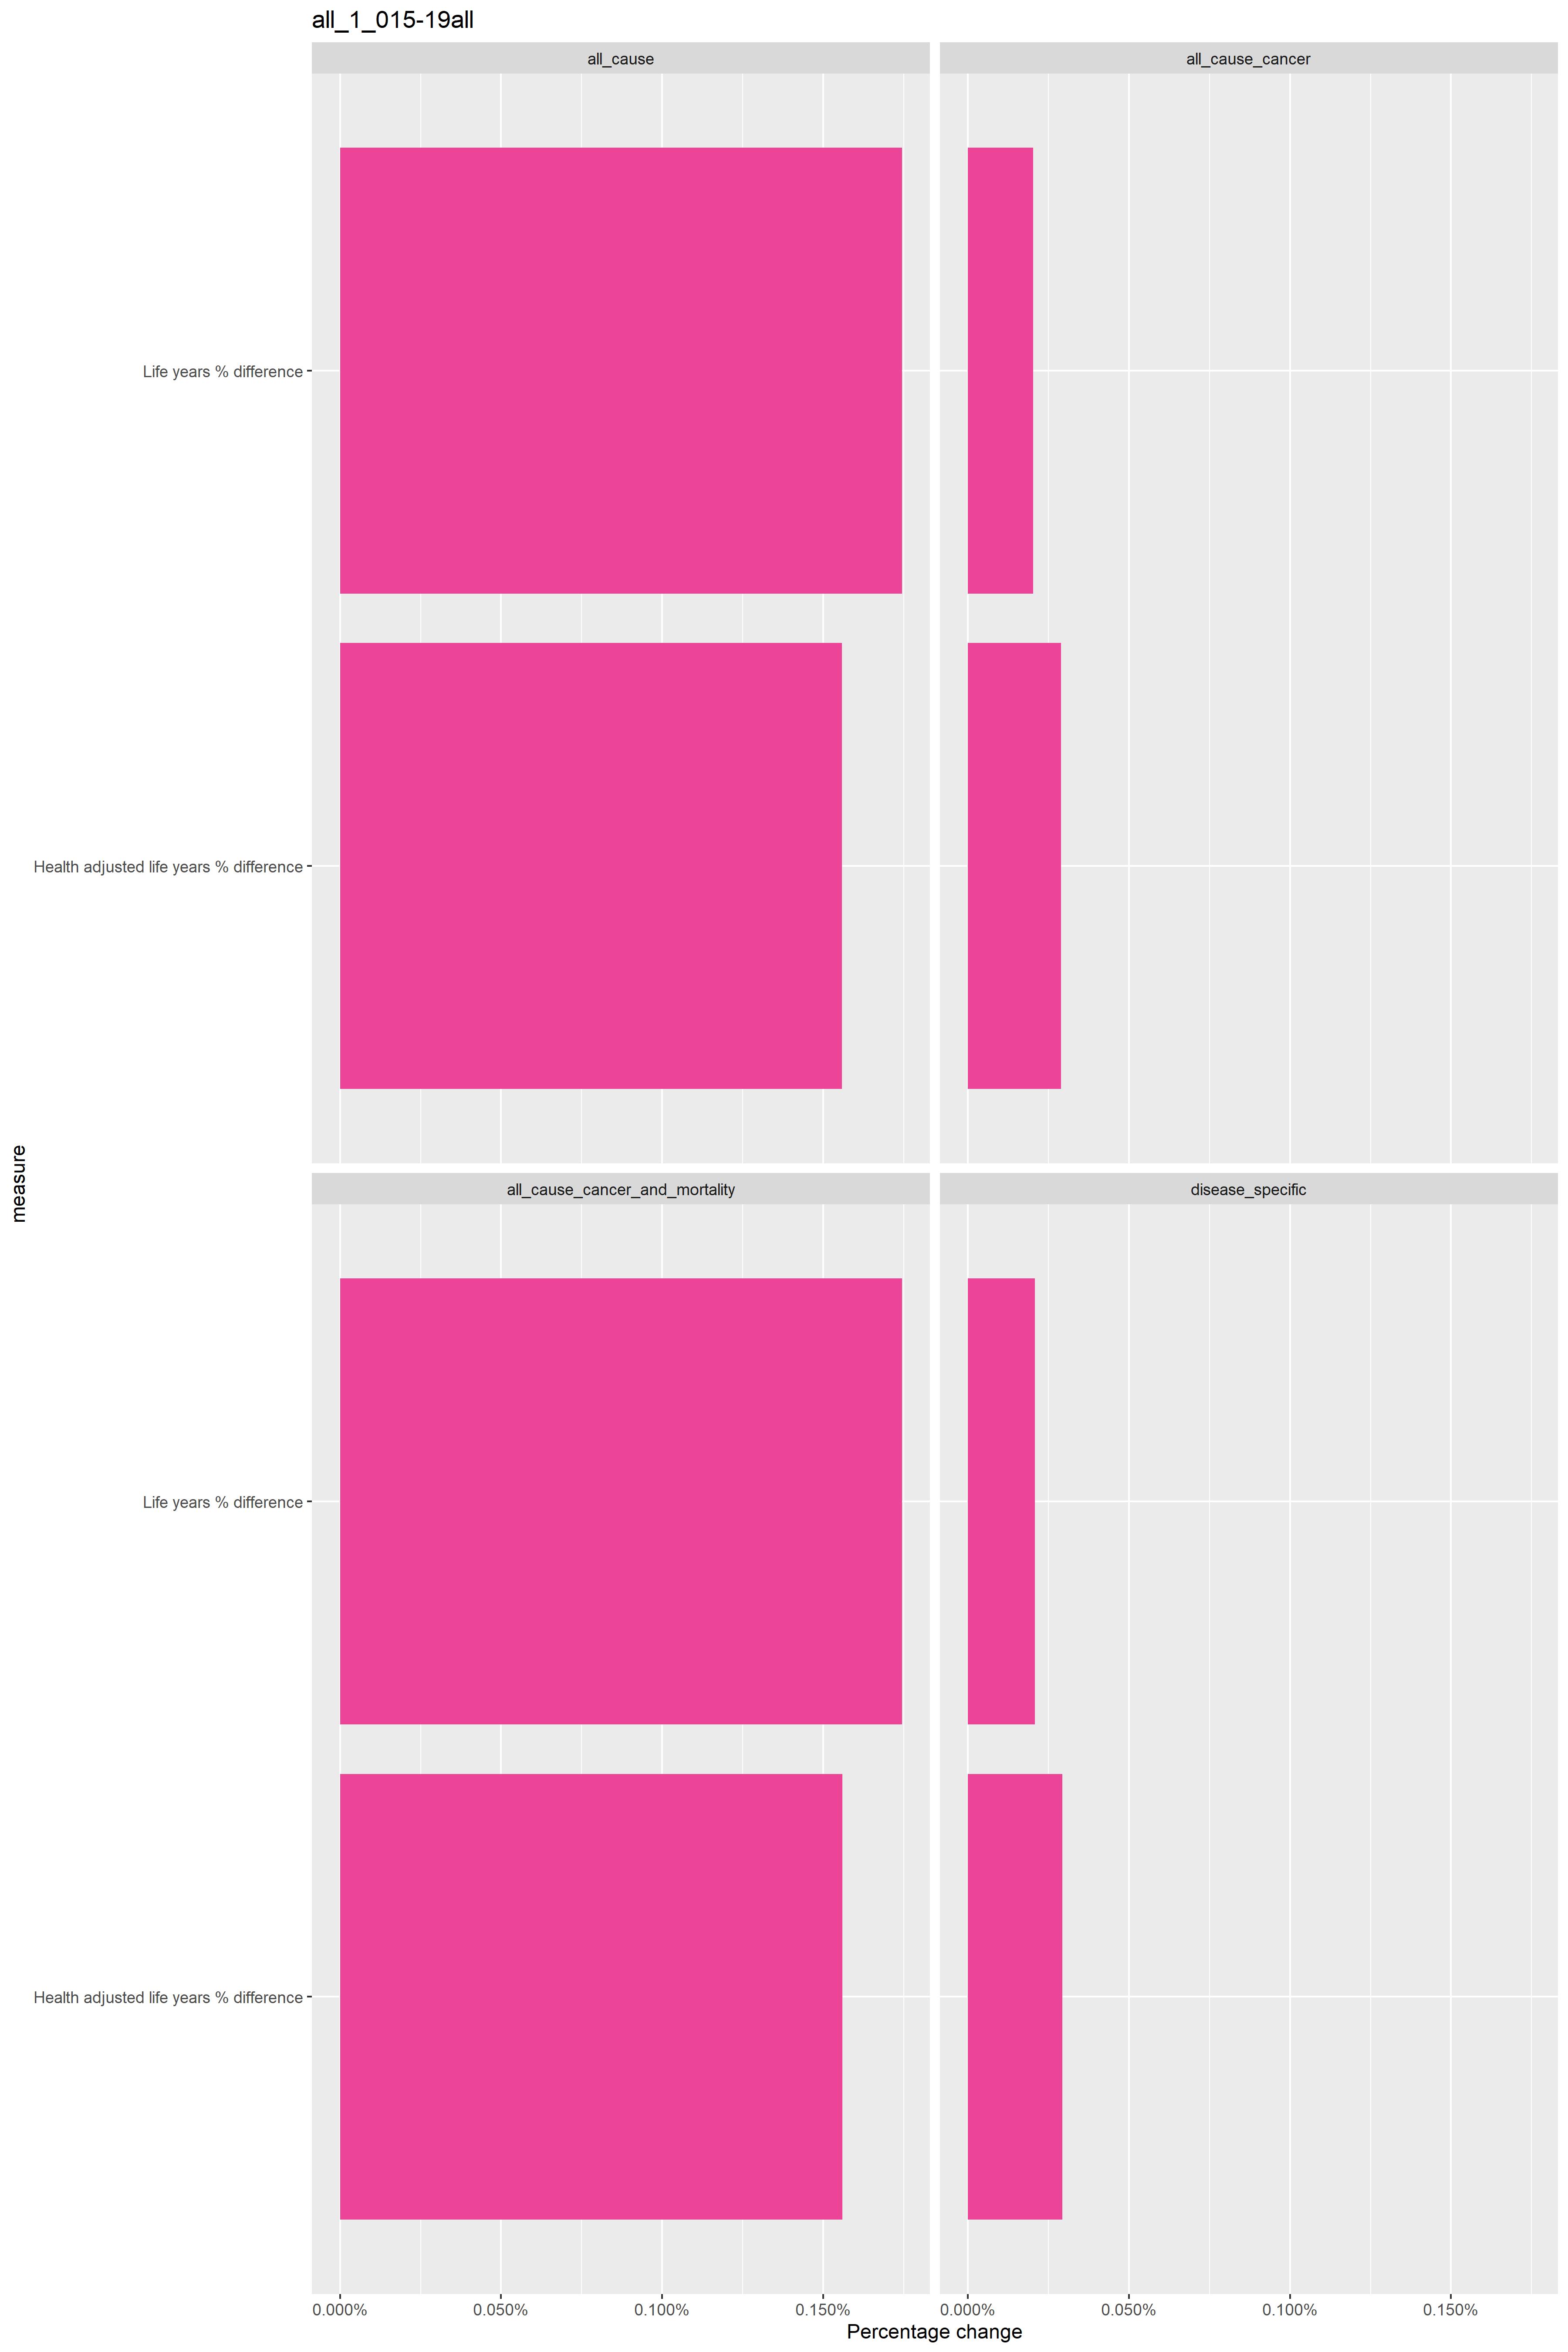 all_1_015-19all
all_cause
all_cause_cancer
Life years % difference
Health adjusted life years % difference
measure
all_cause_cancer_and_mortality
disease_specific
Life years % difference
Health adjusted life years % difference
0.000% 0.050% 0.100% 0.150%
0.000% 0.050% 0.100% 0.150%
Percentage change